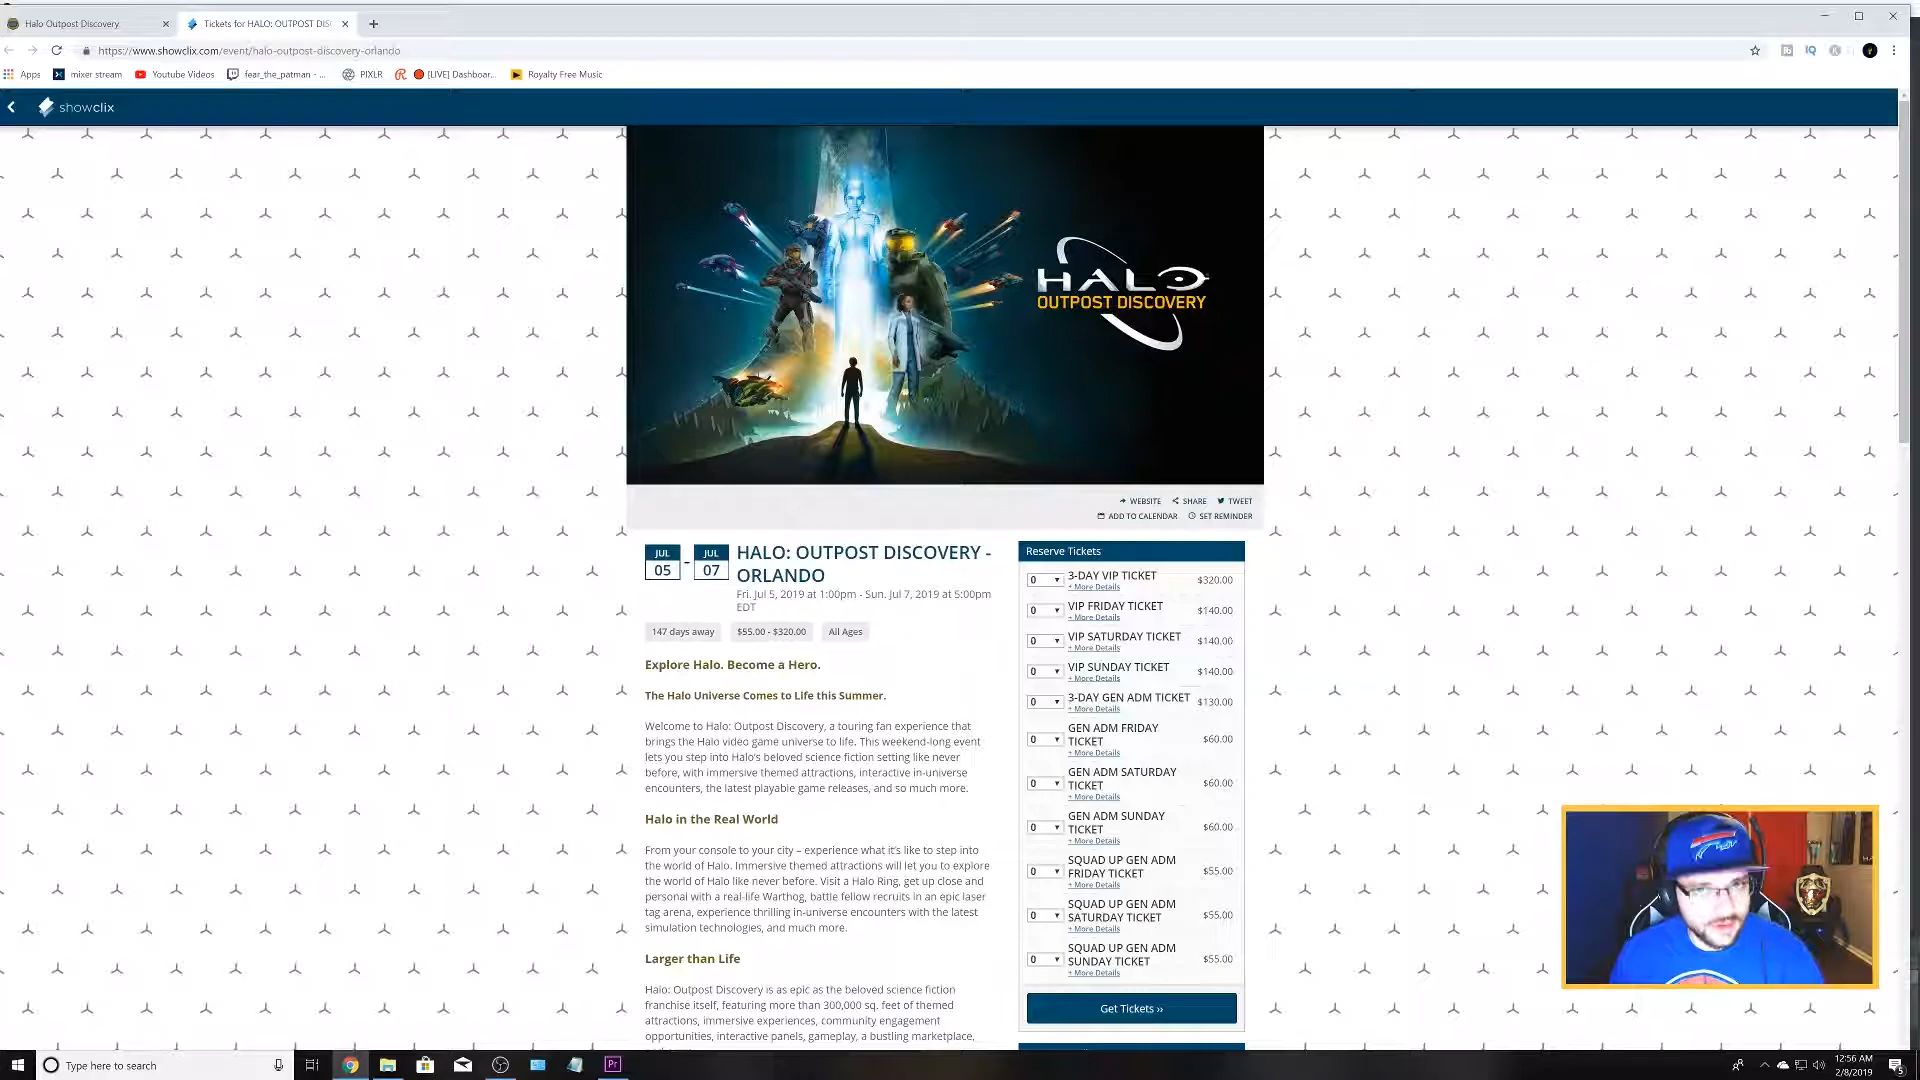 Halo Outpost Discovery
Tickets for HALO: OUTPOST DIS
https://www.showclix.com/event/halo-outpost-discovery-orlando
Apps
mixer stream
Youtube Videos
fear_the_patman - ...
PIXLR
[LIVE] Dashboar...
Royalty Free Music
showclix
HALO
OUTPOST DISCOVERY
WEBSITE
SHARE
TWEET
ADD TO CALENDAR
SET REMINDER
JUL
05
-
JUL
07
HALO: OUTPOST DISCOVERY -
ORLANDO
Fri. Jul 5, 2019 at 1:00pm - Sun. Jul 7, 2019 at 5:00pm
EDT
147 days away
$55.00 - $320.00
All Ages
Explore Halo. Become a Hero.
The Halo Universe Comes to Life this Summer.
Welcome to Halo: Outpost Discovery, a touring fan experience that
brings the Halo video game universe to life. This weekend-long event
lets you step into Halo's beloved science fiction setting like never
before, with immersive themed attractions, interactive in-universe
encounters, the latest playable game releases, and so much more.
Halo in the Real World
From your console to your city – experience what it's like to step into
the world of Halo. Immersive themed attractions will let you to explore
the world of Halo like never before. Visit a Halo Ring, get up close and
personal with a real-life Warthog, battle fellow recruits in an epic laser
tag arena, experience thrilling in-universe encounters with the latest
simulation technologies, and much more.
Larger than Life
Halo: Outpost Discovery is as epic as the beloved science fiction
franchise itself, featuring more than 300,000 sq. feet of themed
attractions, immersive experiences, community engagement
opportunities, interactive panels, gameplay, a bustling marketplace,
Reserve Tickets
0 3-DAY VIP TICKET $320.00
+ More Details
0 VIP FRIDAY TICKET $140.00
+ More Details
0 VIP SATURDAY TICKET $140.00
+ More Details
0 VIP SUNDAY TICKET $140.00
+ More Details
0 3-DAY GEN ADM TICKET $130.00
+ More Details
0 GEN ADM FRIDAY
TICKET $60.00
+ More Details
0 GEN ADM SATURDAY
TICKET $60.00
+ More Details
0 GEN ADM SUNDAY
TICKET $60.00
+ More Details
0 SQUAD UP GEN ADM
FRIDAY TICKET $55.00
+ More Details
0 SQUAD UP GEN ADM
SATURDAY TICKET $55.00
+ More Details
0 SQUAD UP GEN ADM
SUNDAY TICKET $55.00
+ More Details
Get Tickets »
Type here to search
Pr
12:56 AM
2/8/2019
5